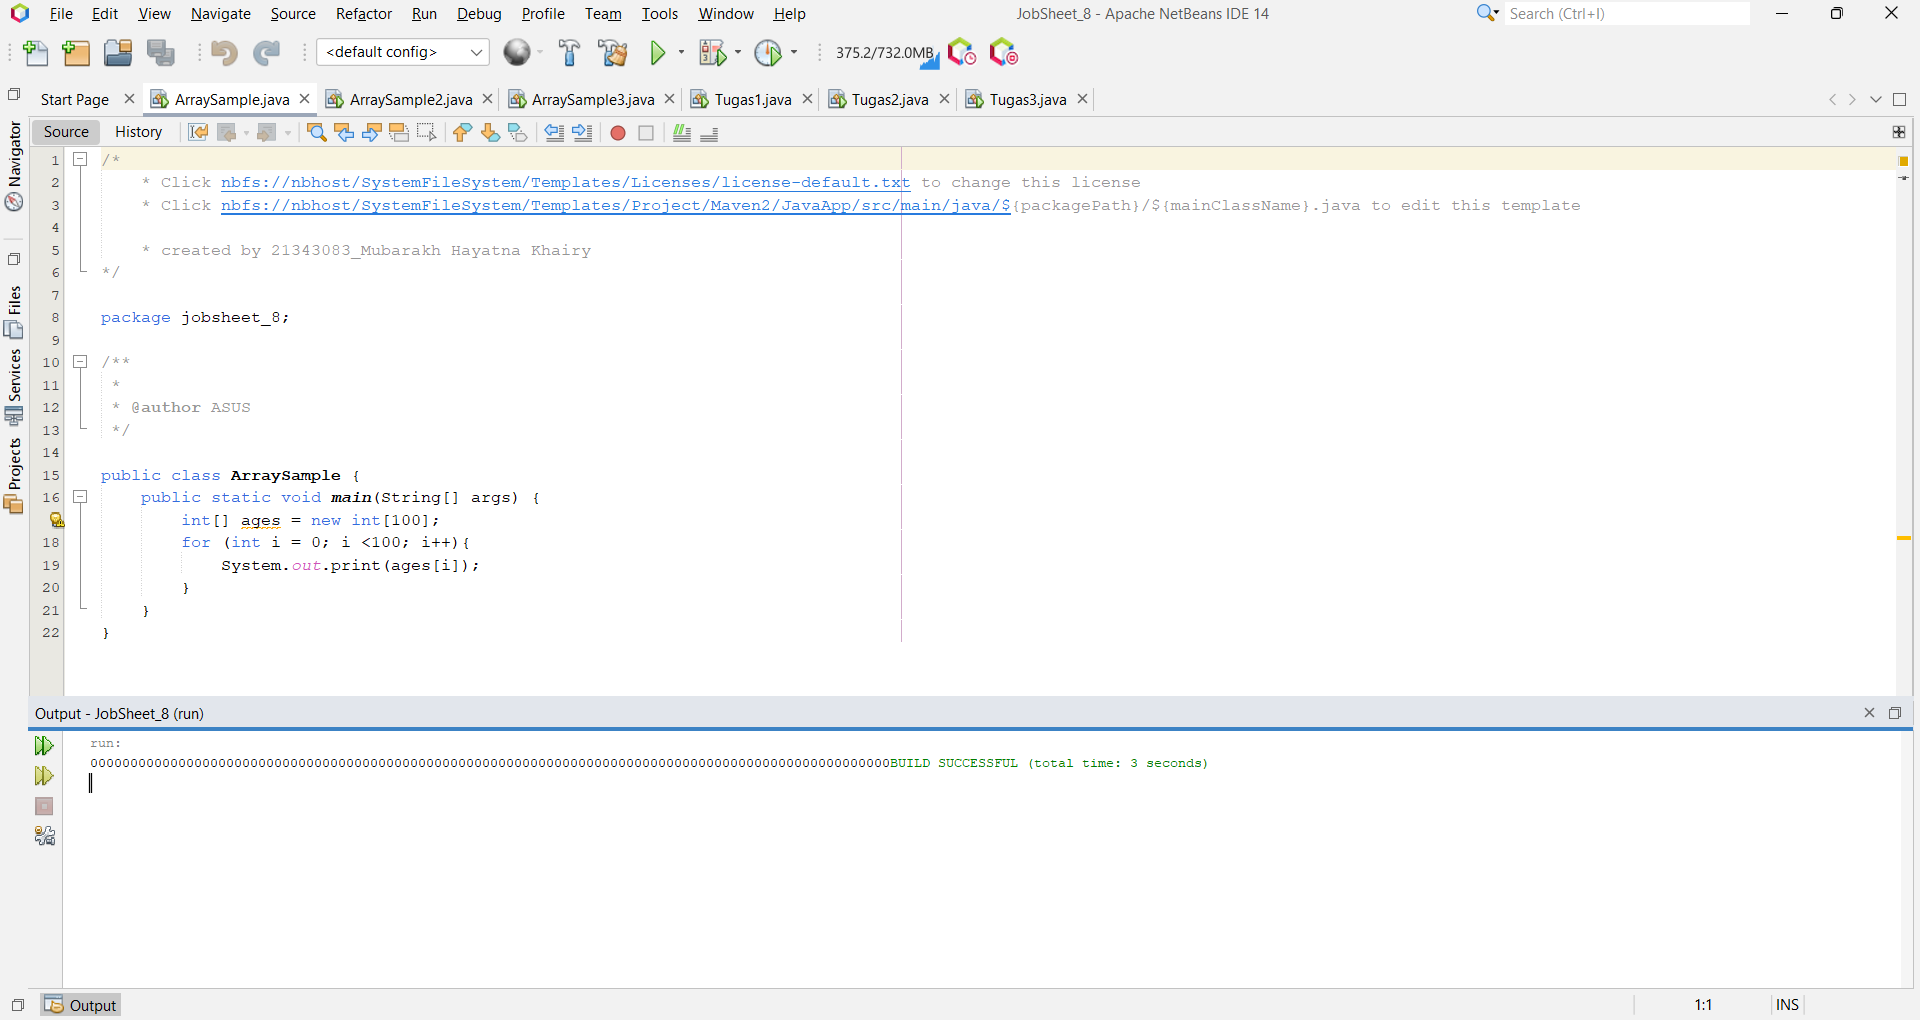 File Edit View Navigate Source Refactor Run Debug Profile Team Tools Window Help JobSheet_8 - Apache NetBeans IDE 14 Search (Ctrl+I)
<default config> 375.2/732.0MB
Start Page ArraySample.java ArraySample2.java ArraySample3.java Tugas1.java Tugas2.java Tugas3.java
Source History
Navigator
Files
Services
Projects
1 /*
2 * Click nbfs://nbhost/SystemFileSystem/Templates/Licenses/license-default.txt to change this license
3 * Click nbfs://nbhost/SystemFileSystem/Templates/Project/Maven2/JavaApp/src/main/java/${packagePath}/${mainClassName}.java to edit this template
4
5 * created by 21343083_Mubarakh Hayatna Khairy
6 */
7
8 package jobsheet_8;
9
10 /**
11 *
12 * @author ASUS
13 */
14
15 public class ArraySample {
16 public static void main(String[] args) {
int[] ages = new int[100];
18 for (int i = 0; i <100; i++){
19 System.out.print(ages[i]);
20 }
21 }
22 }
Output - JobSheet_8 (run)
run:
0000000000000000000000000000000000000000000000000000000000000000000000000000000000000000000000000000BUILD SUCCESSFUL (total time: 3 seconds)
Output 1:1 INS